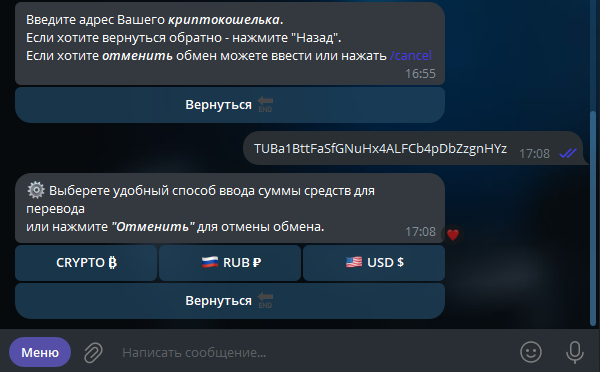 Введите адрес Вашего криптокошелька.
Если хотите вернуться обратно - нажмите "Назад".
Если хотите отменить обмен можете ввести или нажать /cancel
16:55
Вернуться 🔚
TUBa1BttFaSfGNuHx4ALFCb4pDbZzgnHYz 17:08
⚙️ Выберете удобный способ ввода суммы средств для
перевода
или нажмите "Отменить" для отмены обмена.
17:08
CRYPTO ₿
🇷🇺 RUB ₽
🇺🇸 USD $
Вернуться 🔚
Меню
Написать сообщение...